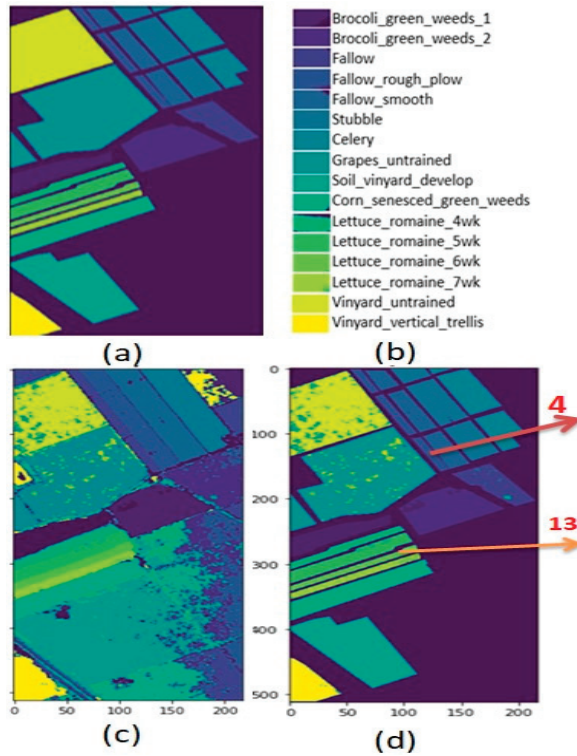 Brocoli_green_weeds_1
Brocoli_green_weeds_2
Fallow
Fallow_rough_plow
Fallow_smooth
Stubble
Celery
Grapes_untrained
Soil_vinyard_develop
Corn_senesced_green_weeds
Lettuce_romaine_4wk
Lettuce_romaine_5wk
Lettuce_romaine_6wk
Lettuce_romaine_7wk
Vinyard_untrained
Vinyard_vertical_trellis
(a)
(b)
0
100
200
300
400
500
0 50 100 150 200
4
13
0 50 100 150 200
(c)
(d)